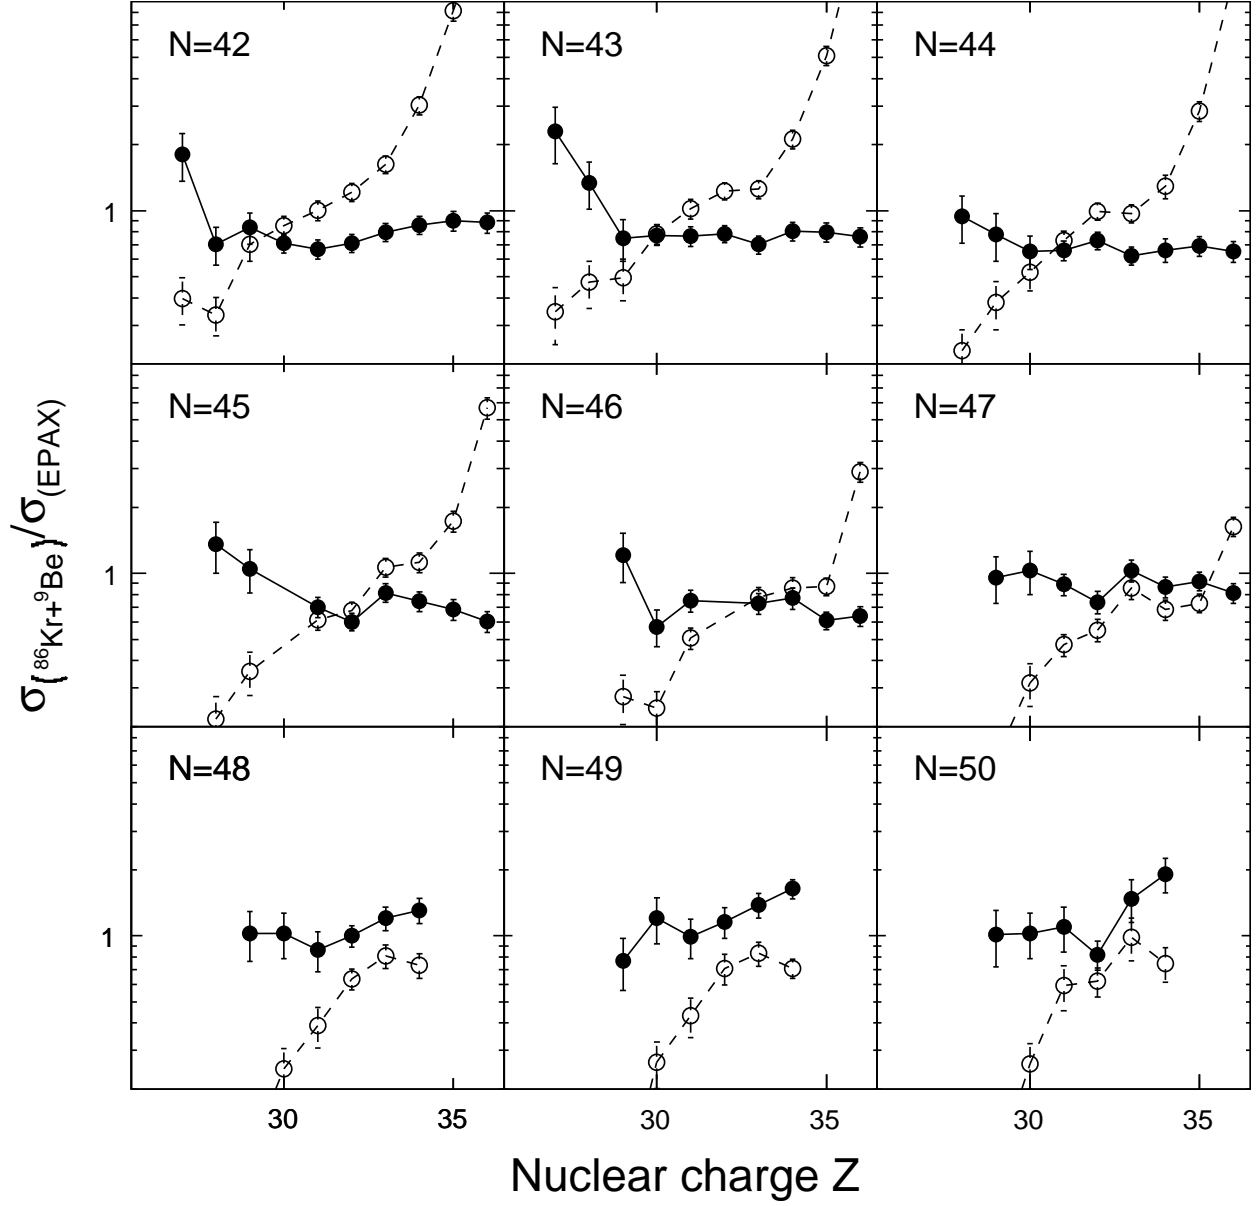 N=42
N=43
N=44
1
N=45
N=46
N=47
1
N=48
N=49
N=50
1
30
35
30
35
30
35
Nuclear charge Z
σ(⁸⁶Kr+⁹Be)/σ(EPAX)